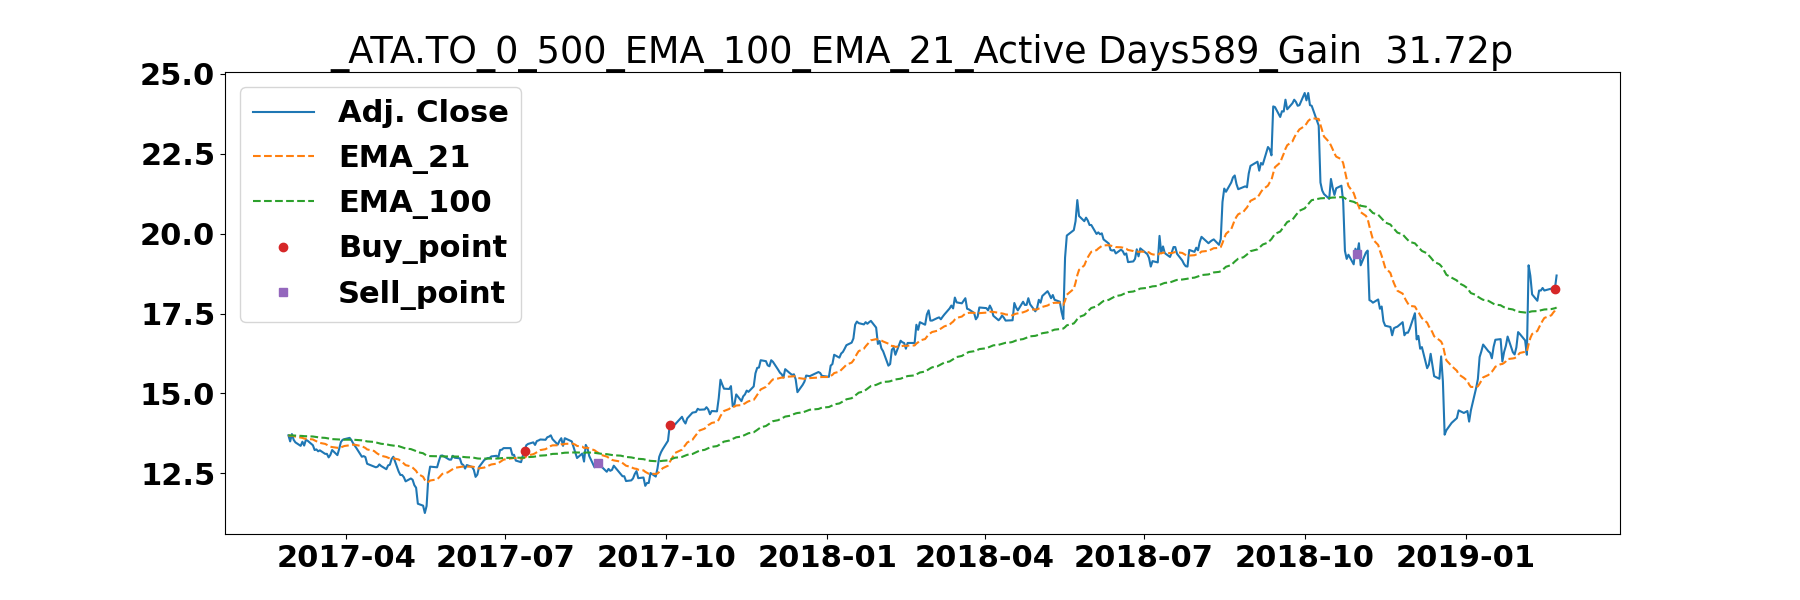 _ATA.TO_0_500_EMA_100_EMA_21_Active Days589_Gain  31.72p
25.0
22.5
20.0
17.5
15.0
12.5
Adj. Close
EMA_21
EMA_100
Buy_point
Sell_point
2017-04 2017-07 2017-10 2018-01 2018-04 2018-07 2018-10 2019-01